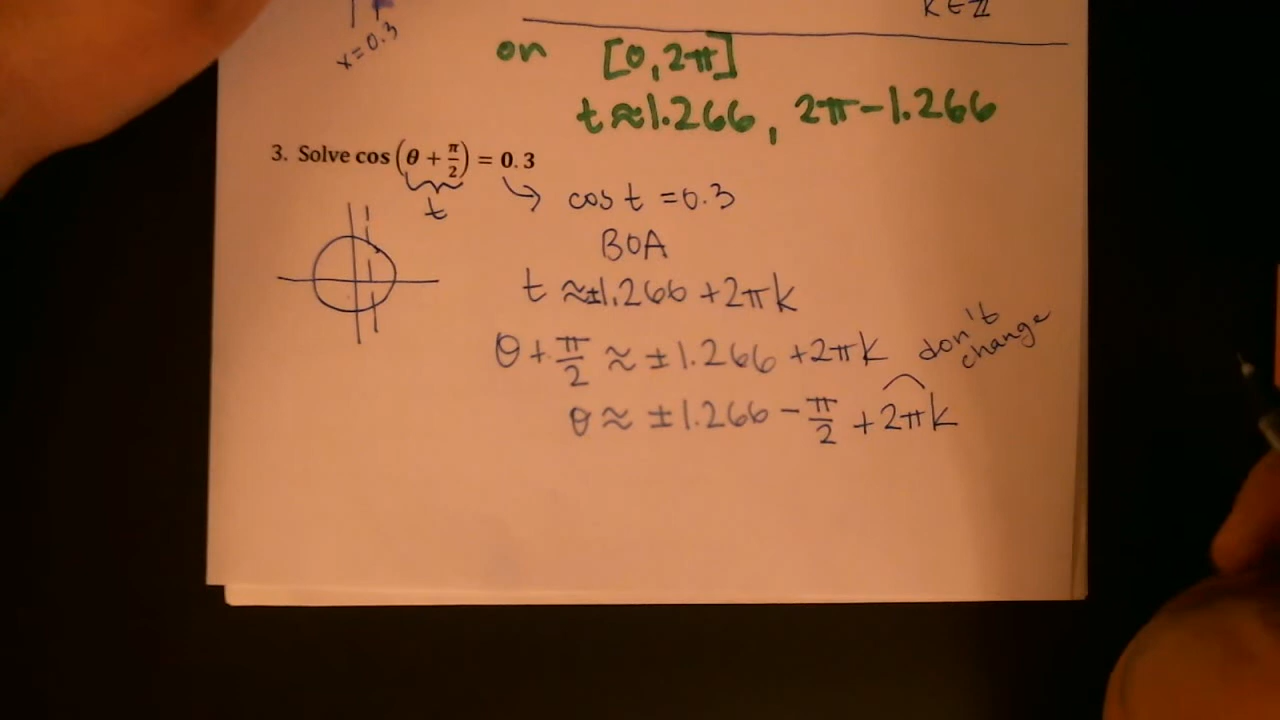 k ∈ ℤ
x = 0.3
on [0, 2π]
t ≈ 1.266, 2π − 1.266
3. Solve cos(θ + π/2) = 0.3
t
cos t = 0.3
BOA
t ≈ ±1.266 + 2πk
θ + π/2 ≈ ±1.266 + 2πk
don't
change
θ ≈ ±1.266 − π/2 + 2πk